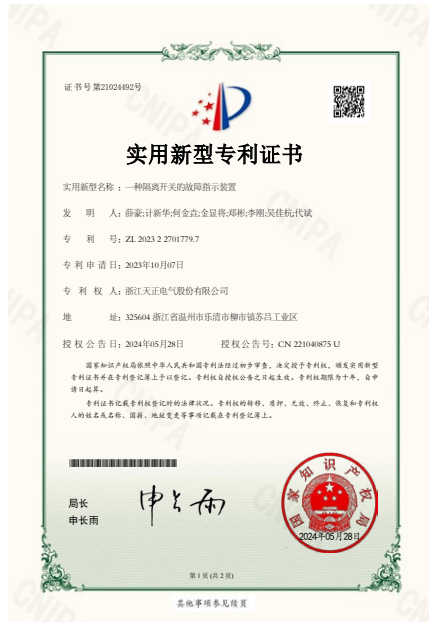 证书号第21024492号
实用新型专利证书
实用新型名称：一种隔离开关的故障指示装置
发明人：薛豪;计新华;何金垚;金显将;郑彬;李刚;吴佳杭;代斌
专利号：ZL 2023 2 2701779.7
专利申请日：2023年10月07日
专利权人：浙江天正电气股份有限公司
地址：325604 浙江省温州市乐清市柳市镇苏吕工业区
授权公告日：2024年05月28日 授权公告号：CN 221040875 U
国家知识产权局依照中华人民共和国专利法经过初步审查，决定授予专利权，颁发实用新型
专利证书并在专利登记簿上予以登记。专利权自授权公告之日起生效。专利权期限为十年，自申
请日起算。
专利证书记载专利权登记时的法律状况。专利权的转移、质押、无效、终止、恢复和专利权
人的姓名或名称、国籍、地址变更等事项记载在专利登记簿上。
局长
申长雨
申长雨
国家知识产权局
2024年05月28日
第1页(共2页)
其他事项参见续页
CNIPA